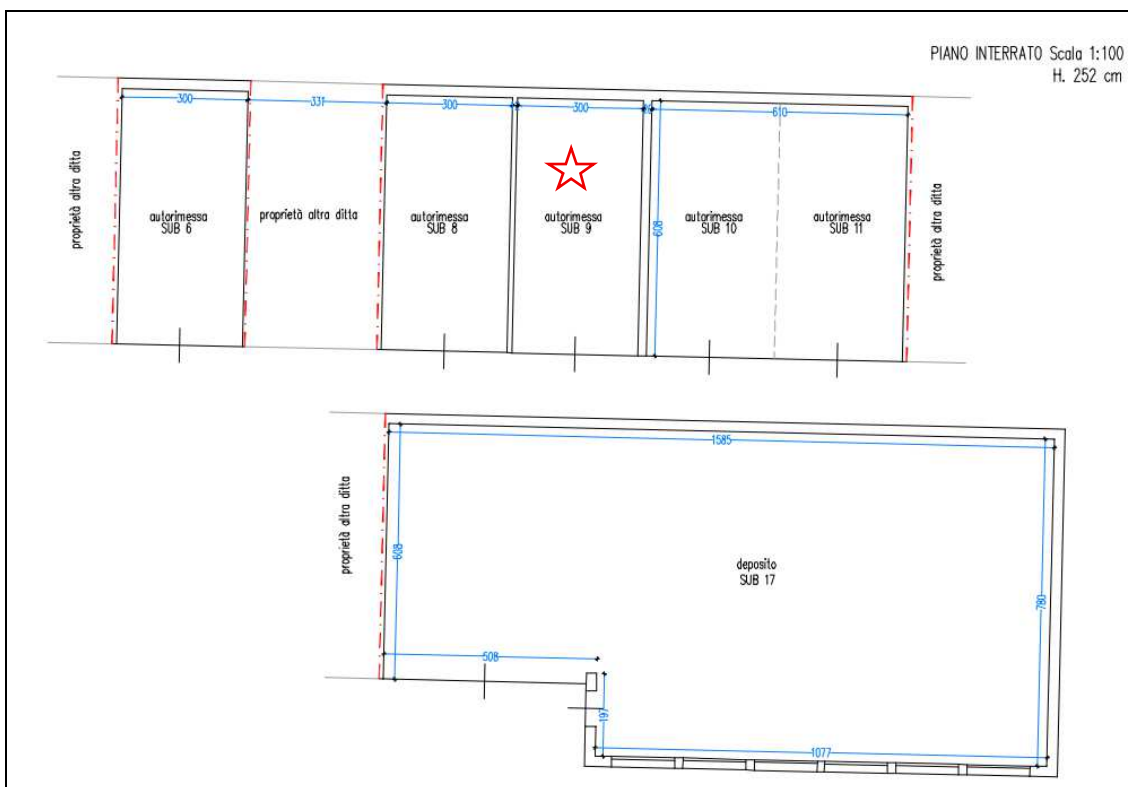 PIANO INTERRATO Scala 1:100
H. 252 cm
300
331
300
300
610
proprietà altra ditta
autorimessa
SUB 6
proprietà altra ditta
autorimessa
SUB 8
autorimessa
SUB 9
608
autorimessa
SUB 10
autorimessa
SUB 11
proprietà altra ditta
1585
proprietà altra ditta
608
deposito
SUB 17
780
508
197
1077